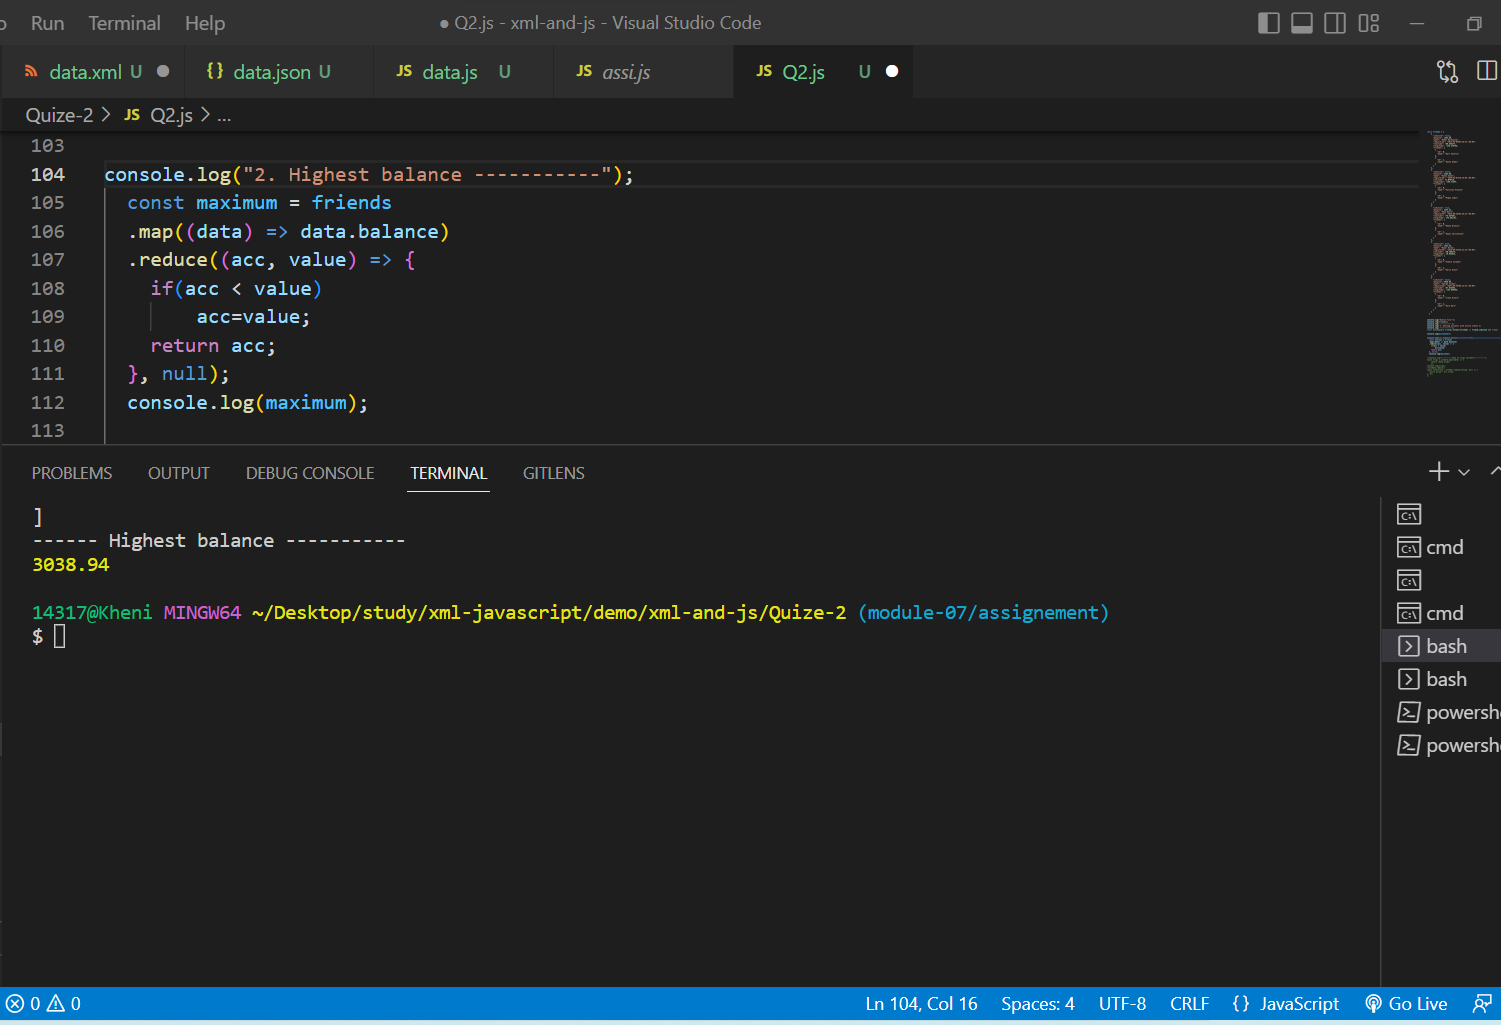 Run Terminal Help ● Q2.js - xml-and-js - Visual Studio Code
data.xml U ● {} data.json U JS data.js U JS assi.js JS Q2.js U ●
Quize-2 > JS Q2.js > ...
103
104 console.log("2. Highest balance -----------");
105 const maximum = friends
106 .map((data) => data.balance)
107 .reduce((acc, value) => {
108 if(acc < value)
109 acc=value;
110 return acc;
111 }, null);
112 console.log(maximum);
113
PROBLEMS OUTPUT DEBUG CONSOLE TERMINAL GITLENS
]
------ Highest balance -----------
3038.94
14317@Kheni MINGW64 ~/Desktop/study/xml-javascript/demo/xml-and-js/Quize-2 (module-07/assignement)
$
cmd
cmd
bash
bash
powersh
powersh
0 0 Ln 104, Col 16 Spaces: 4 UTF-8 CRLF {} JavaScript Go Live